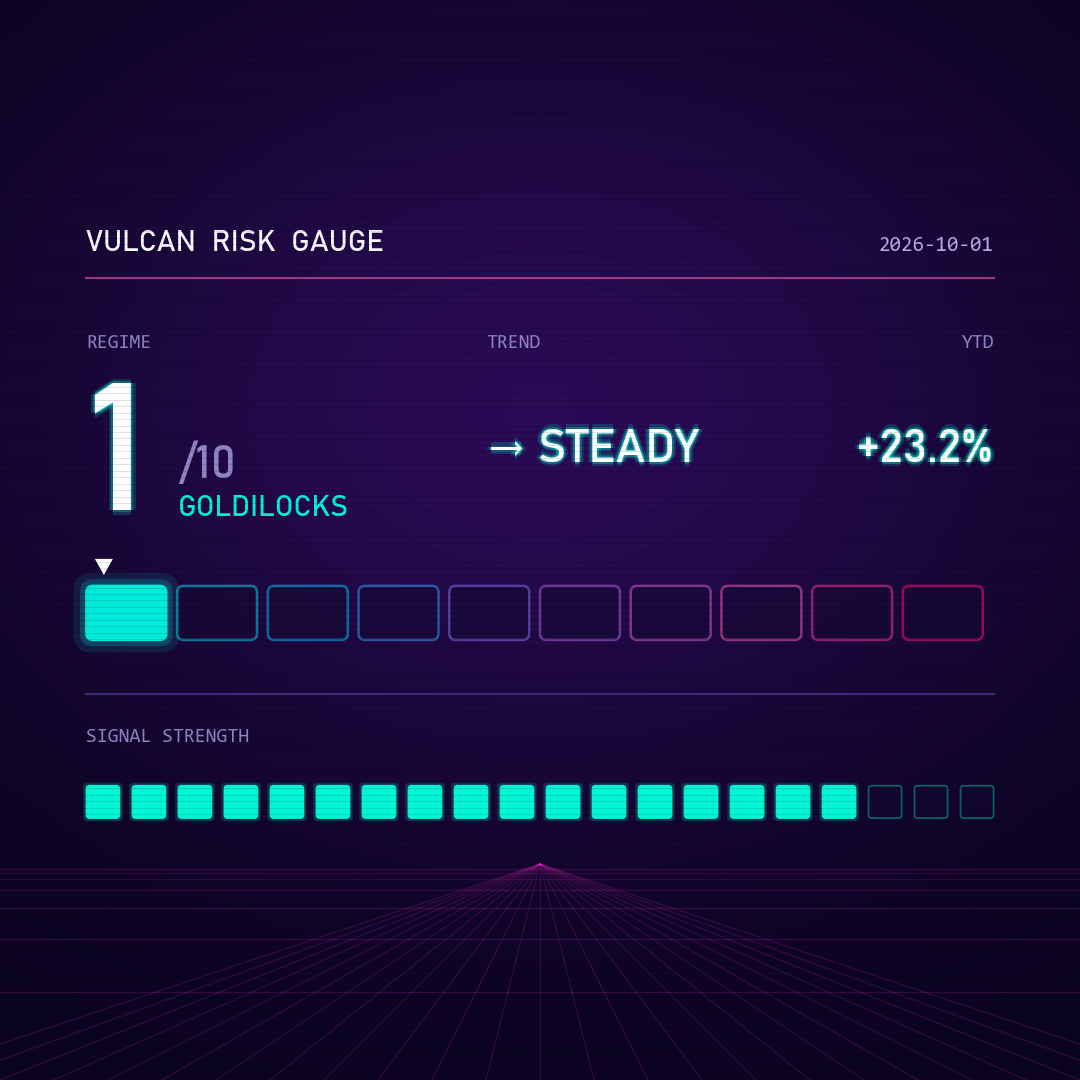 VULCAN RISK GAUGE 2026-10-01
REGIME TREND YTD
1 /10 → STEADY +23.2%
GOLDILOCKS
SIGNAL STRENGTH